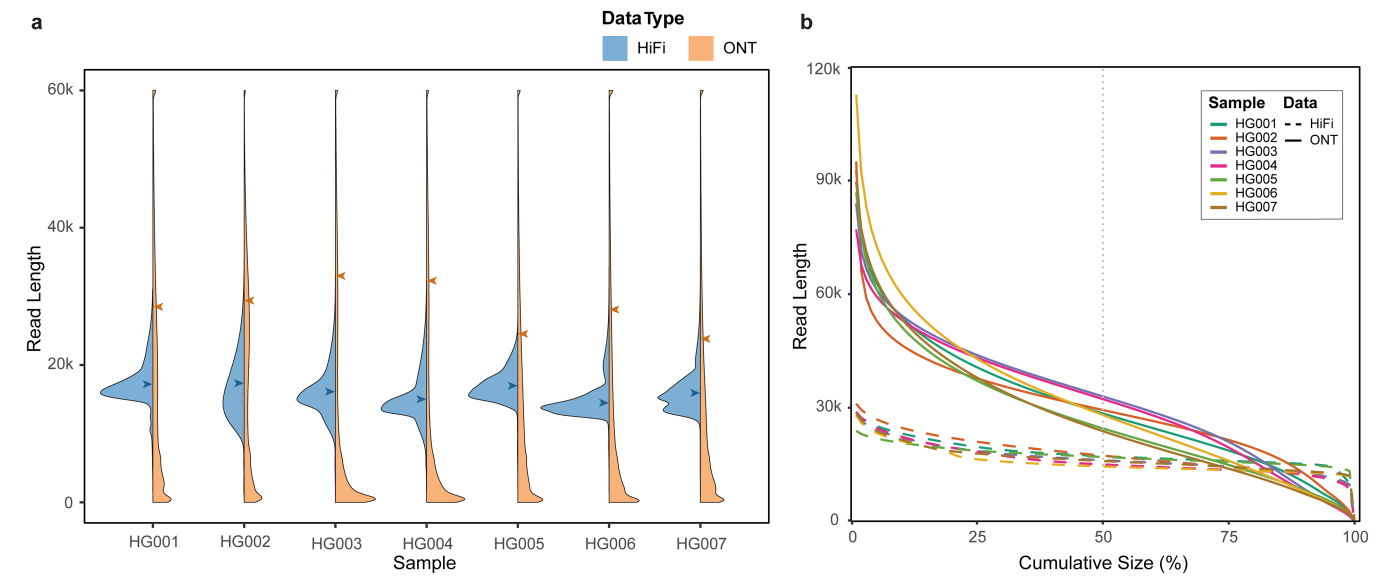 a
Data Type
HiFi
ONT
60k
40k
20k
0
Read Length
HG001
HG002
HG003
HG004
HG005
HG006
HG007
Sample
b
120k
90k
60k
30k
0
Read Length
Sample Data
HG001 HiFi
HG002 ONT
HG003
HG004
HG005
HG006
HG007
0
25
50
75
100
Cumulative Size (%)